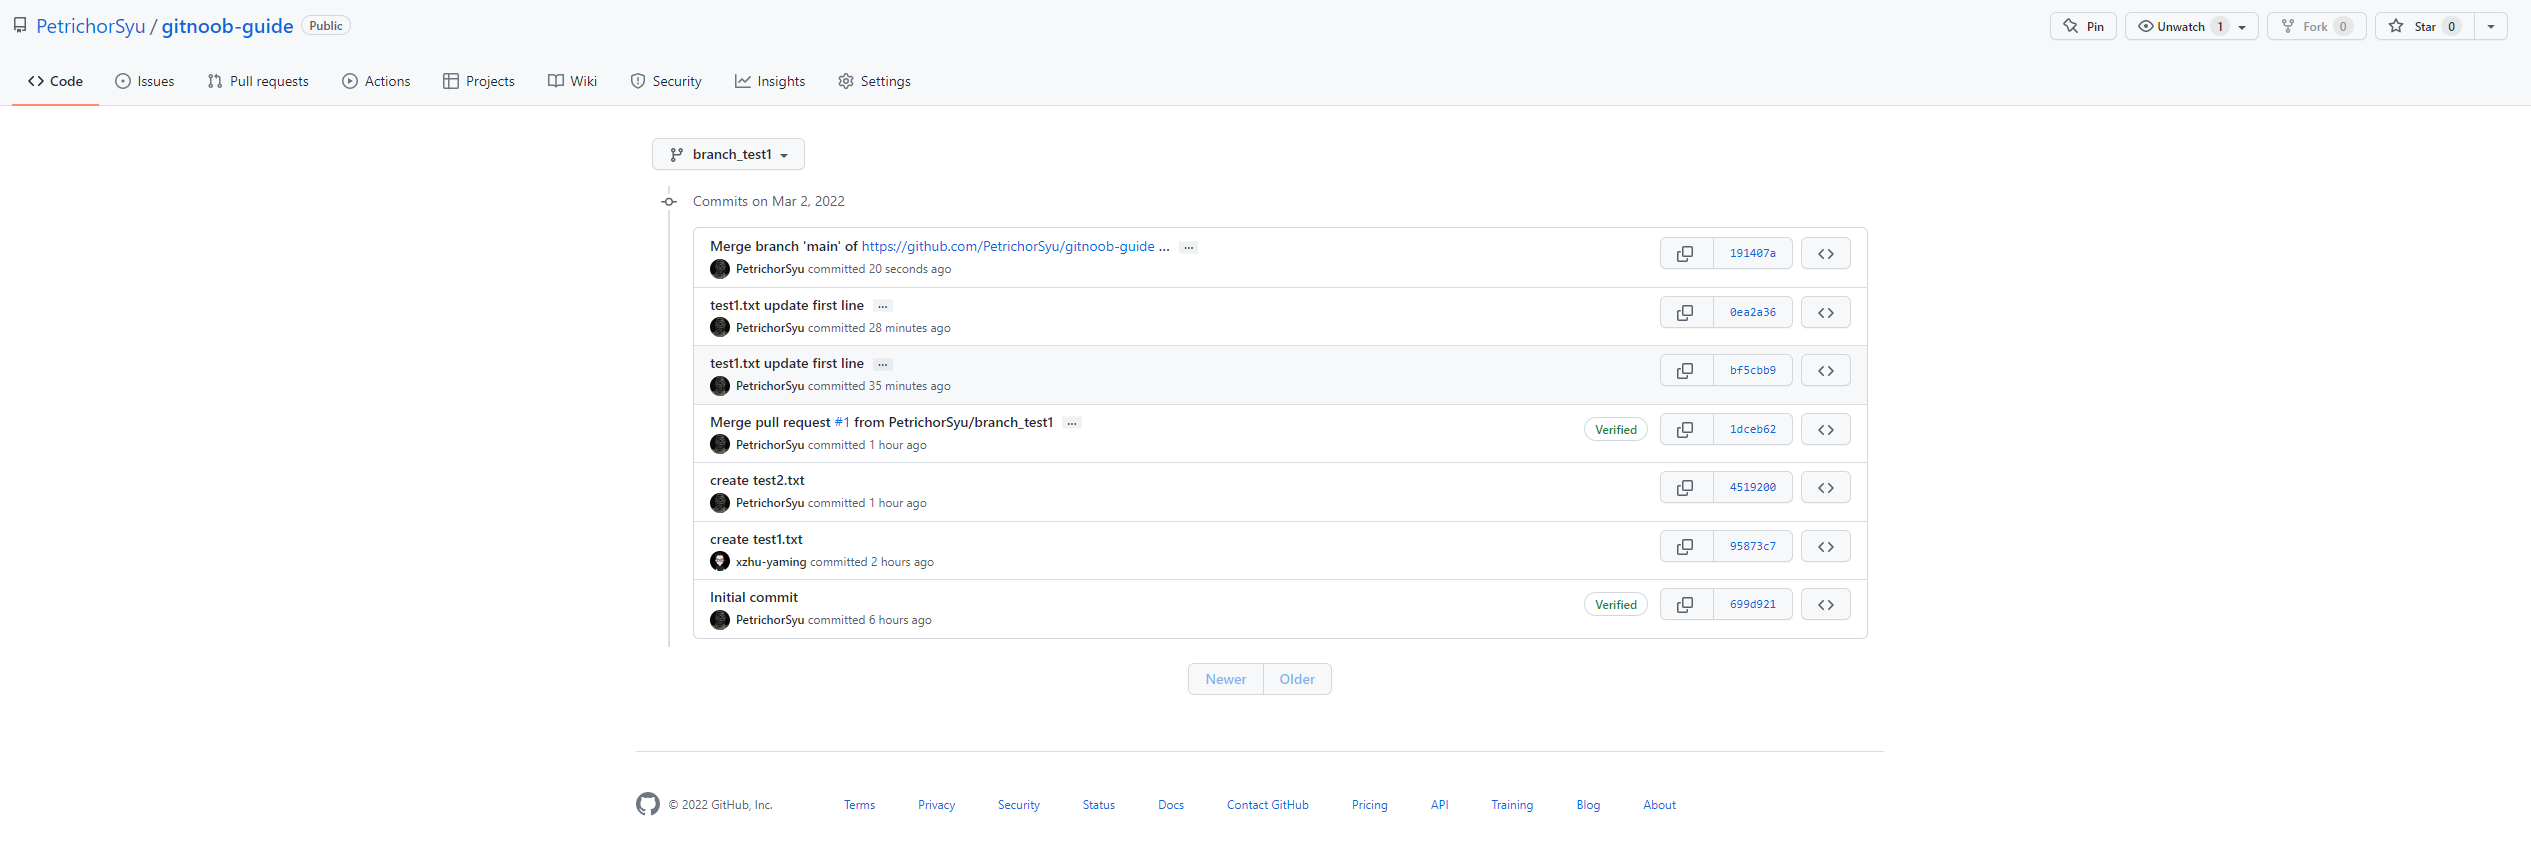 PetrichorSyu / gitnoob-guide Public Pin Unwatch 1 Fork 0 Star 0
Code Issues Pull requests Actions Projects Wiki Security Insights Settings
branch_test1
Commits on Mar 2, 2022
Merge branch 'main' of https://github.com/PetrichorSyu/gitnoob-guide ... ...
PetrichorSyu committed 20 seconds ago
191407a
test1.txt update first line ...
PetrichorSyu committed 28 minutes ago
0ea2a36
test1.txt update first line ...
PetrichorSyu committed 35 minutes ago
bf5cbb9
Merge pull request #1 from PetrichorSyu/branch_test1 ...
PetrichorSyu committed 1 hour ago
Verified 1dceb62
create test2.txt
PetrichorSyu committed 1 hour ago
4519200
create test1.txt
xzhu-yaming committed 2 hours ago
95873c7
Initial commit
PetrichorSyu committed 6 hours ago
Verified 699d921
Newer Older
© 2022 GitHub, Inc. Terms Privacy Security Status Docs Contact GitHub Pricing API Training Blog About